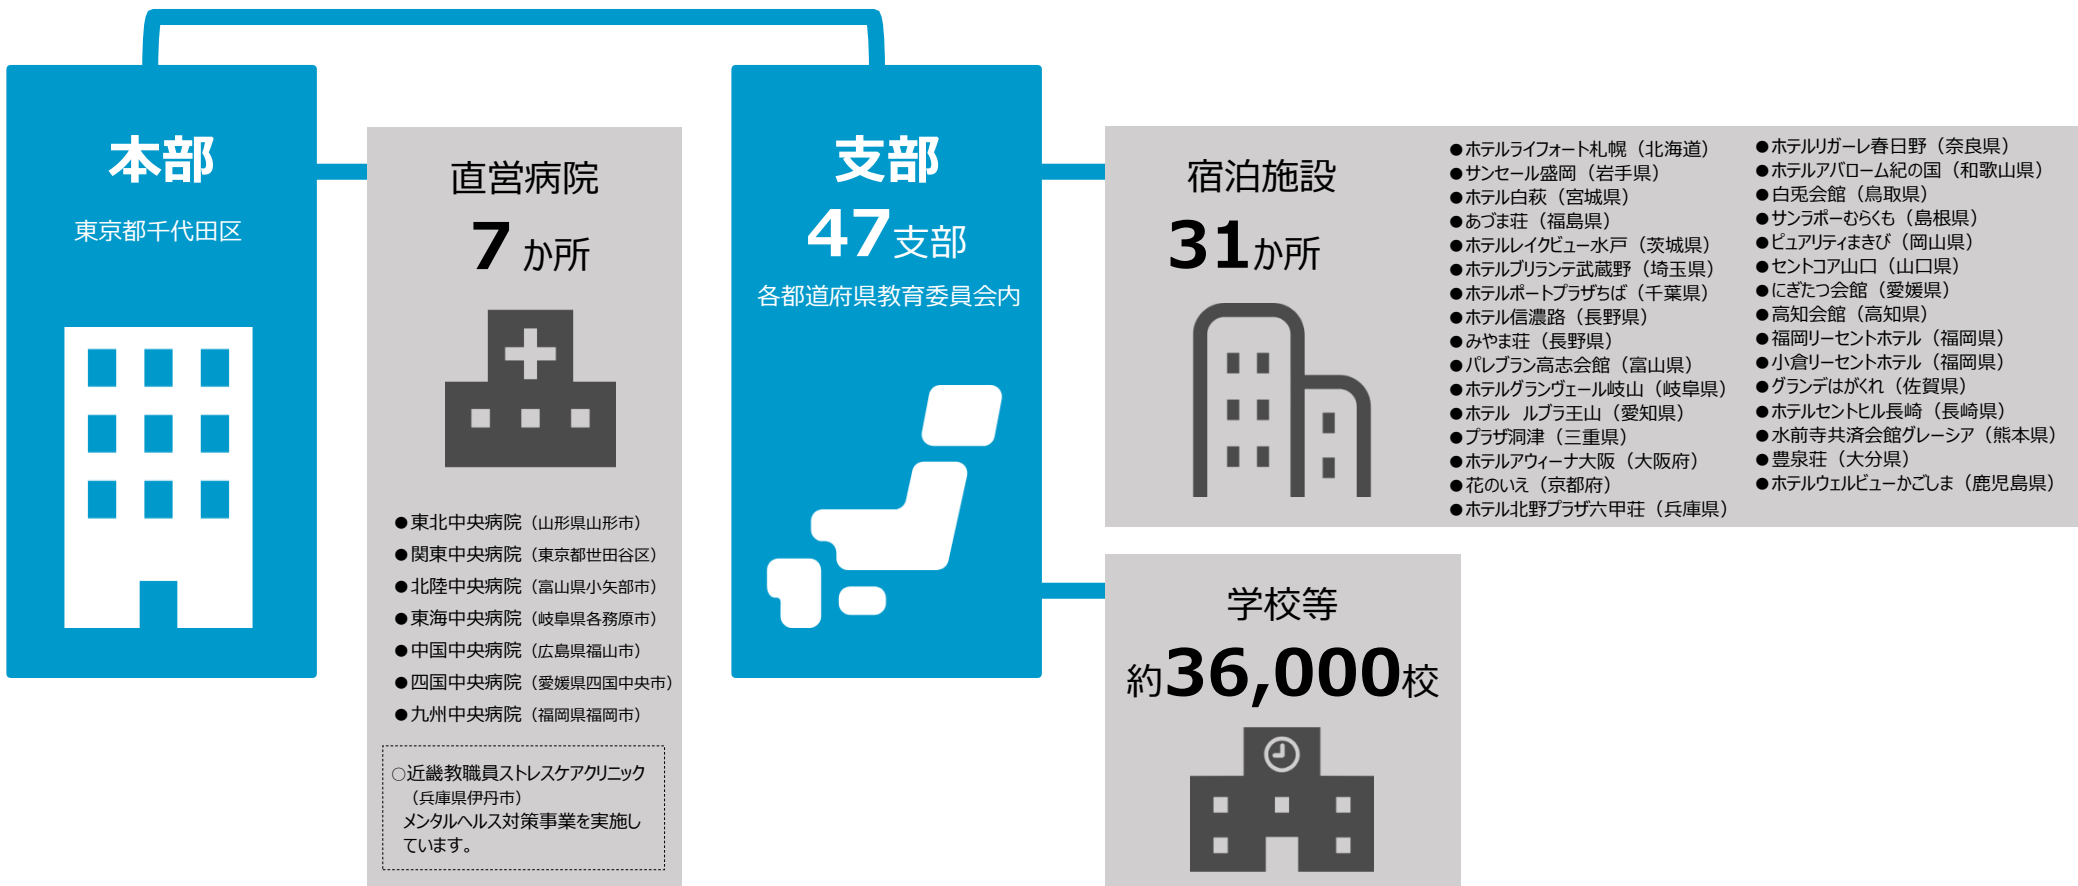 本部
東京都千代田区
直営病院
7か所
●東北中央病院（山形県山形市）
●関東中央病院（東京都世田谷区）
●北陸中央病院（富山県小矢部市）
●東海中央病院（岐阜県各務原市）
●中国中央病院（広島県福山市）
●四国中央病院（愛媛県四国中央市）
●九州中央病院（福岡県福岡市）
○近畿教職員ストレスケアクリニック
（兵庫県伊丹市）
メンタルヘルス対策事業を実施し
ています。
支部
47支部
各都道府県教育委員会内
宿泊施設
31か所
●ホテルライフォート札幌（北海道）
●サンセール盛岡（岩手県）
●ホテル白萩（宮城県）
●あづま荘（福島県）
●ホテルレイクビュー水戸（茨城県）
●ホテルブリランテ武蔵野（埼玉県）
●ホテルポートプラザちば（千葉県）
●ホテル信濃路（長野県）
●みやま荘（長野県）
●パレブラン高志会館（富山県）
●ホテルグランヴェール岐山（岐阜県）
●ホテル　ルブラ王山（愛知県）
●プラザ洞津（三重県）
●ホテルアウィーナ大阪（大阪府）
●花のいえ（京都府）
●ホテル北野プラザ六甲荘（兵庫県）
●ホテルリガーレ春日野（奈良県）
●ホテルアバローム紀の国（和歌山県）
●白兎会館（鳥取県）
●サンラポーむらくも（島根県）
●ピュアリティまきび（岡山県）
●セントコア山口（山口県）
●にぎたつ会館（愛媛県）
●高知会館（高知県）
●福岡リーセントホテル（福岡県）
●小倉リーセントホテル（福岡県）
●グランデはがくれ（佐賀県）
●ホテルセントヒル長崎（長崎県）
●水前寺共済会館グレーシア（熊本県）
●豊泉荘（大分県）
●ホテルウェルビューかごしま（鹿児島県）
学校等
約36,000校